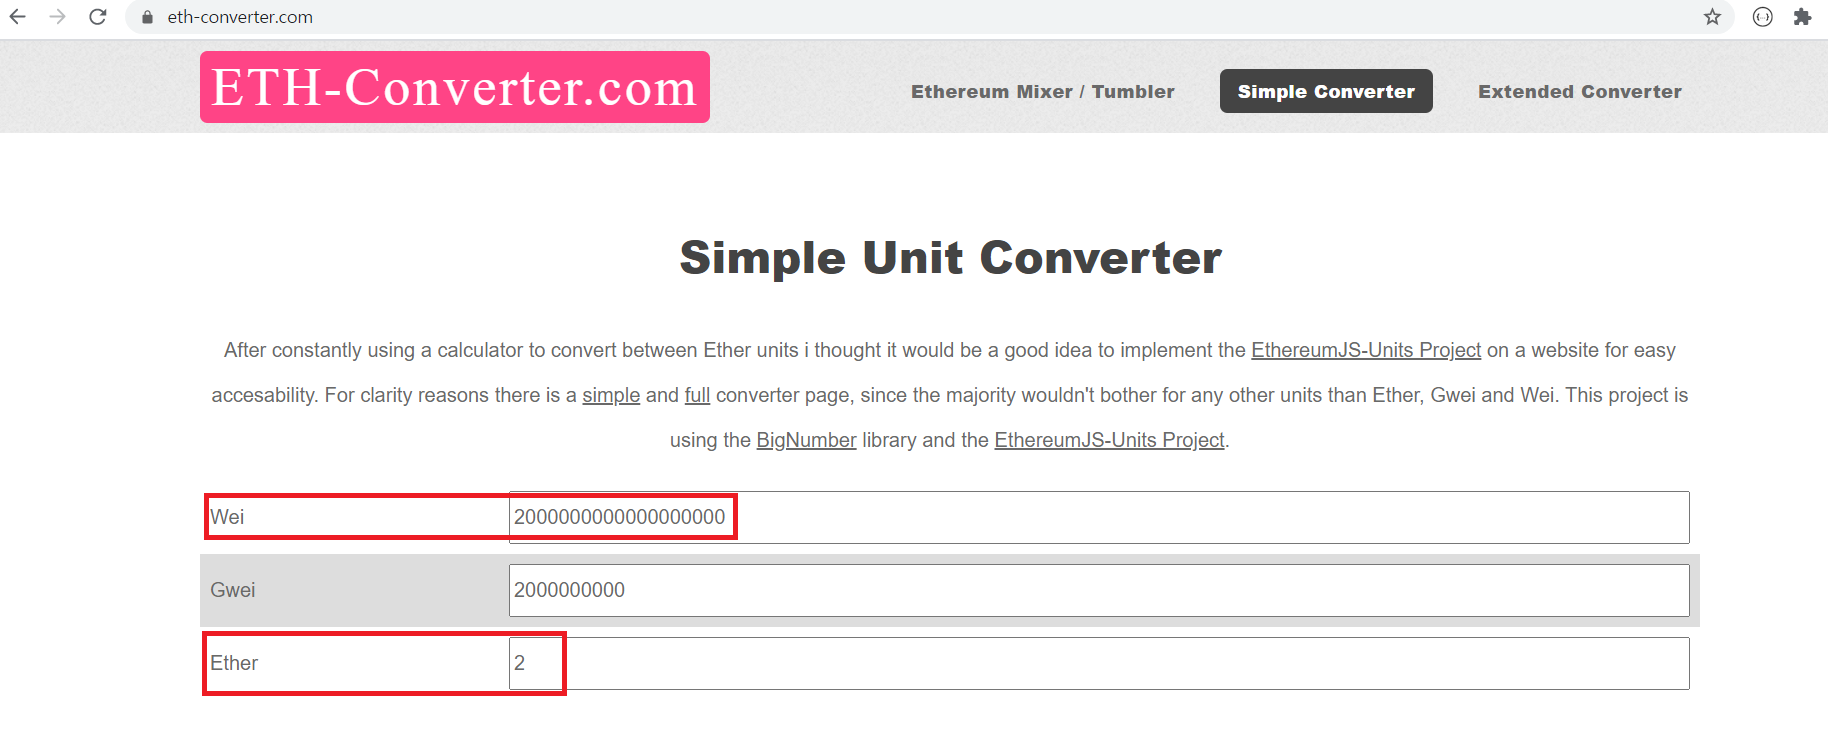 eth-converter.com
ETH-Converter.com
Ethereum Mixer / Tumbler
Simple Converter
Extended Converter
Simple Unit Converter
After constantly using a calculator to convert between Ether units i thought it would be a good idea to implement the EthereumJS-Units Project on a website for easy
accesability. For clarity reasons there is a simple and full converter page, since the majority wouldn't bother for any other units than Ether, Gwei and Wei. This project is
using the BigNumber library and the EthereumJS-Units Project.
Wei 2000000000000000000
Gwei 2000000000
Ether 2